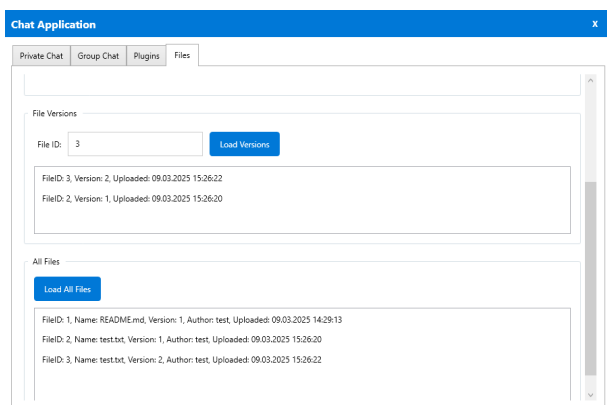 Chat Application x
Private Chat Group Chat Plugins Files
File Versions
File ID: 3 Load Versions
FileID: 3, Version: 2, Uploaded: 09.03.2025 15:26:22
FileID: 2, Version: 1, Uploaded: 09.03.2025 15:26:20
All Files
Load All Files
FileID: 1, Name: README.md, Version: 1, Author: test, Uploaded: 09.03.2025 14:29:13
FileID: 2, Name: test.txt, Version: 1, Author: test, Uploaded: 09.03.2025 15:26:20
FileID: 3, Name: test.txt, Version: 2, Author: test, Uploaded: 09.03.2025 15:26:22